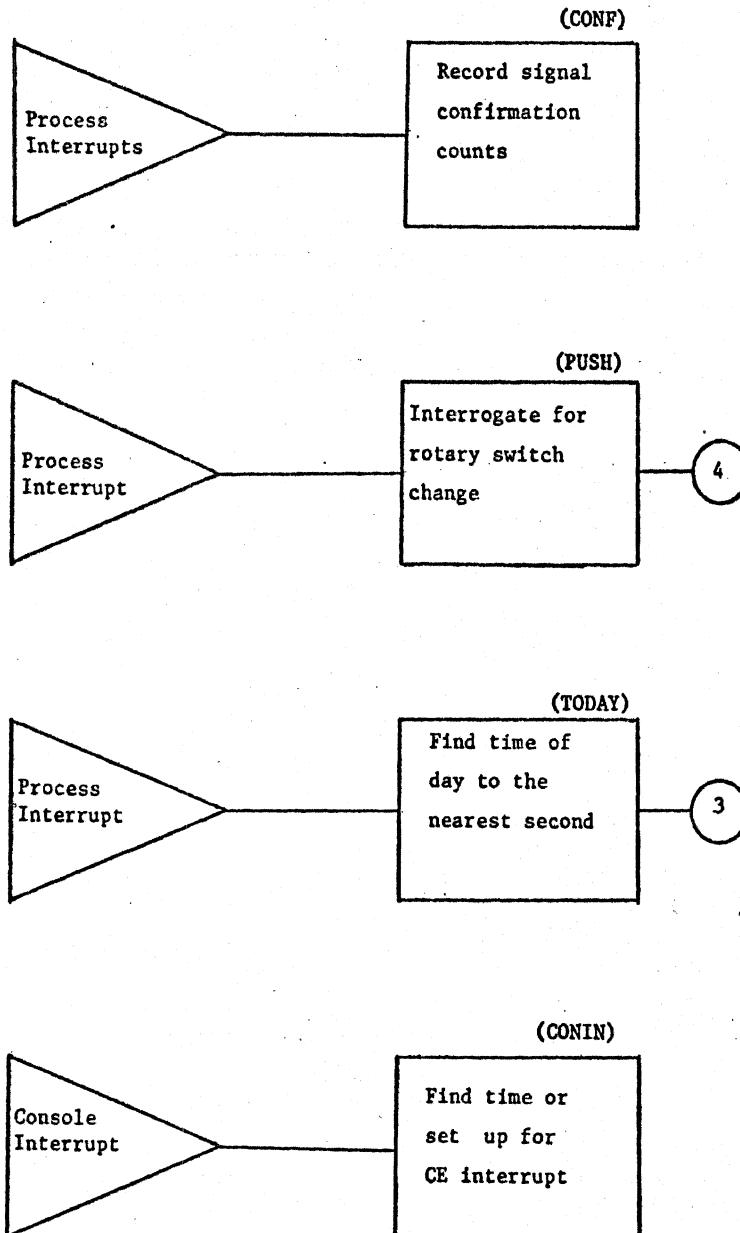 (CONF)
Process
Interrupts
Record signal
confirmation
counts
(PUSH)
Process
Interrupt
Interrogate for
rotary switch
change
4
(TODAY)
Process
Interrupt
Find time of
day to the
nearest second
3
(CONIN)
Console
Interrupt
Find time or
set up for
CE interrupt